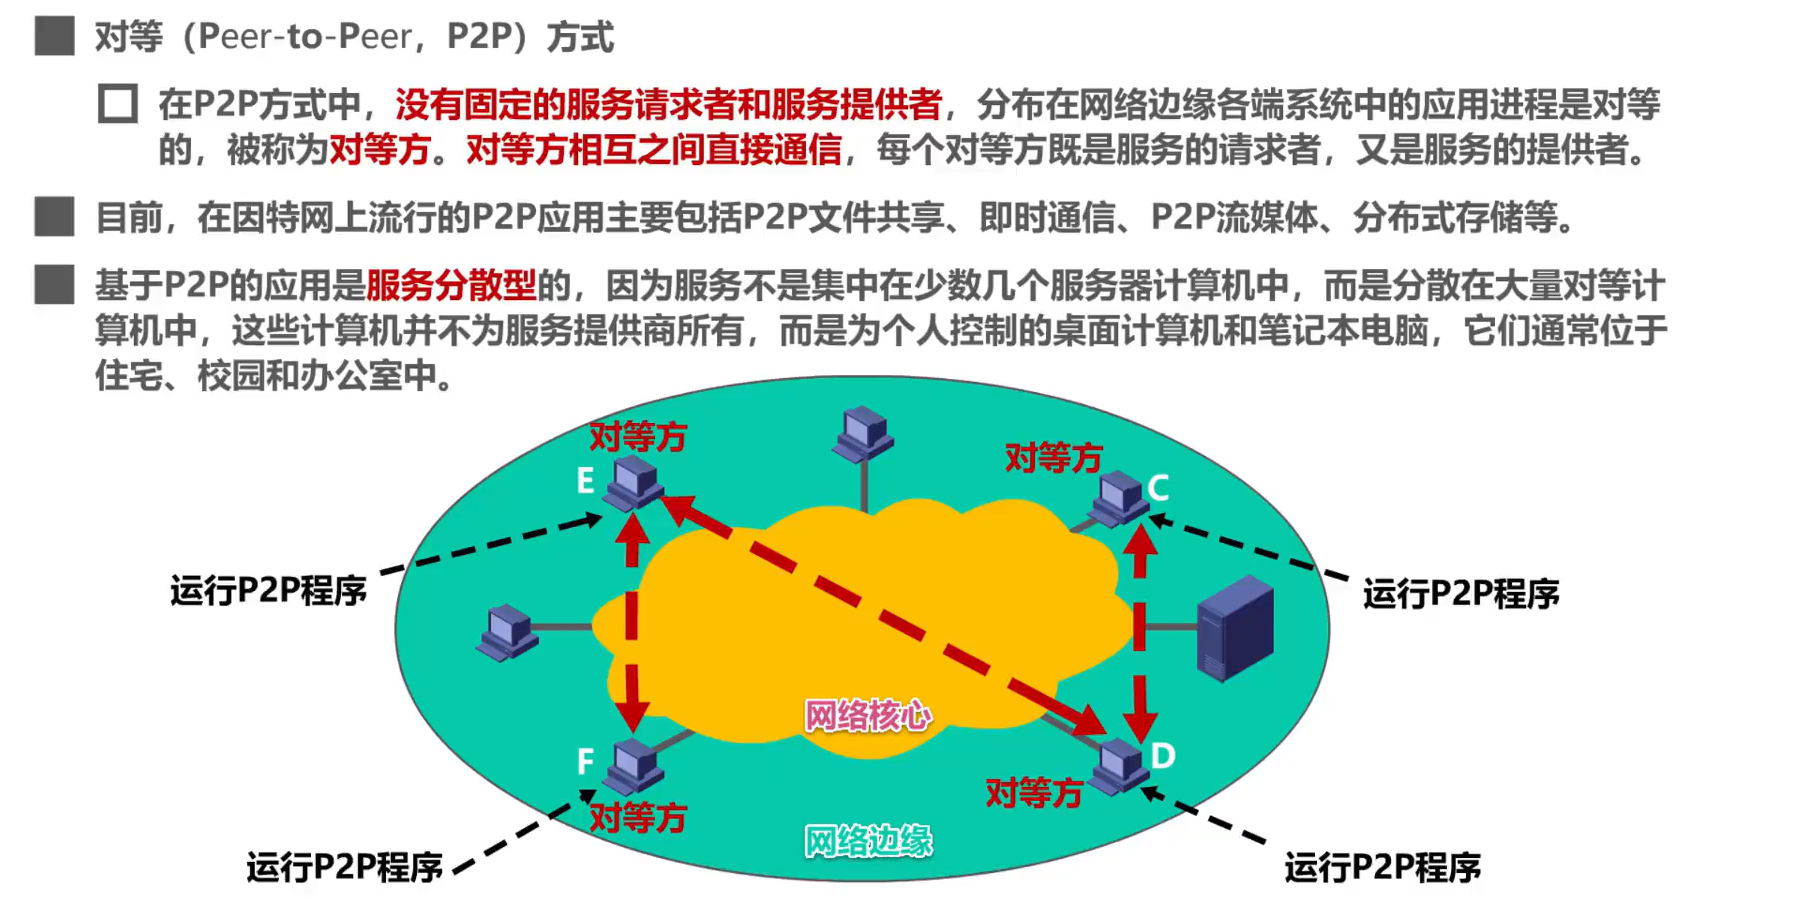 对等（Peer-to-Peer，P2P）方式
在P2P方式中，没有固定的服务请求者和服务提供者，分布在网络边缘各端系统中的应用进程是对等
的，被称为对等方。对等方相互之间直接通信，每个对等方既是服务的请求者，又是服务的提供者。
目前，在因特网上流行的P2P应用主要包括P2P文件共享、即时通信、P2P流媒体、分布式存储等。
基于P2P的应用是服务分散型的，因为服务不是集中在少数几个服务器计算机中，而是分散在大量对等计
算机中，这些计算机并不为服务提供商所有，而是为个人控制的桌面计算机和笔记本电脑，它们通常位于
住宅、校园和办公室中。
对等方
对等方
E
C
运行P2P程序
运行P2P程序
网络核心
F
D
对等方
对等方
网络边缘
运行P2P程序
运行P2P程序